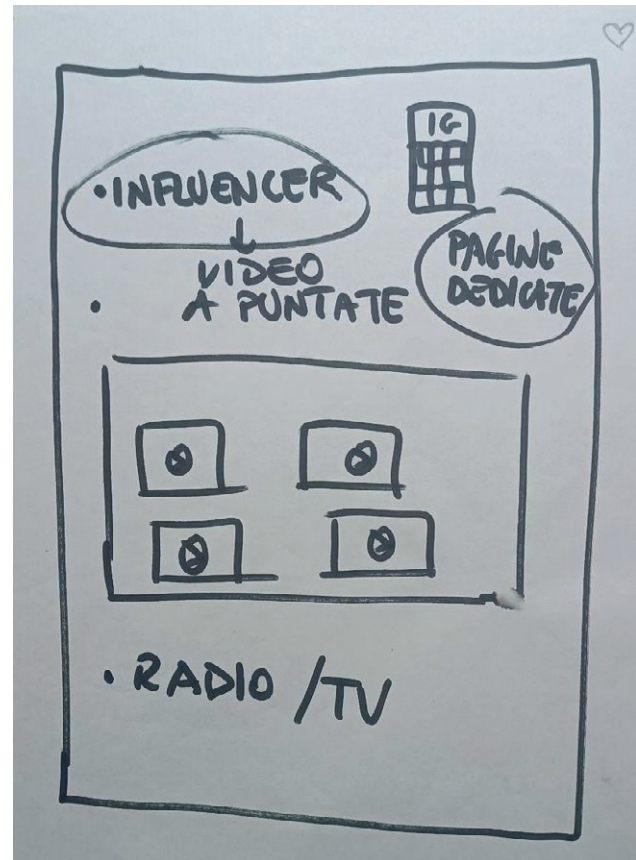 • INFLUENCER
IG
VIDEO
• A PUNTATE
PAGINE
DEDICATE
• RADIO / TV